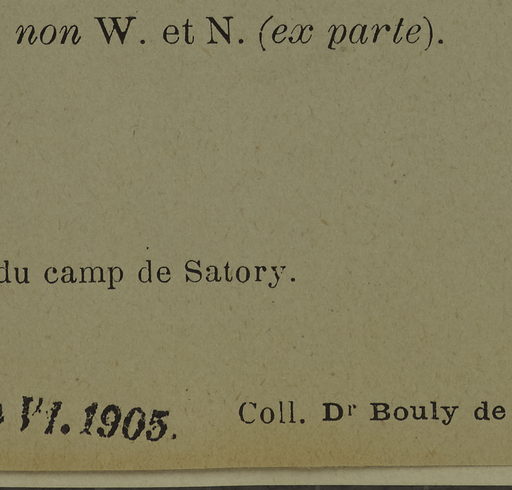 non W. et N. (ex parte).
du camp de Satory.
VI. 1905. Coll. Dr Bouly de